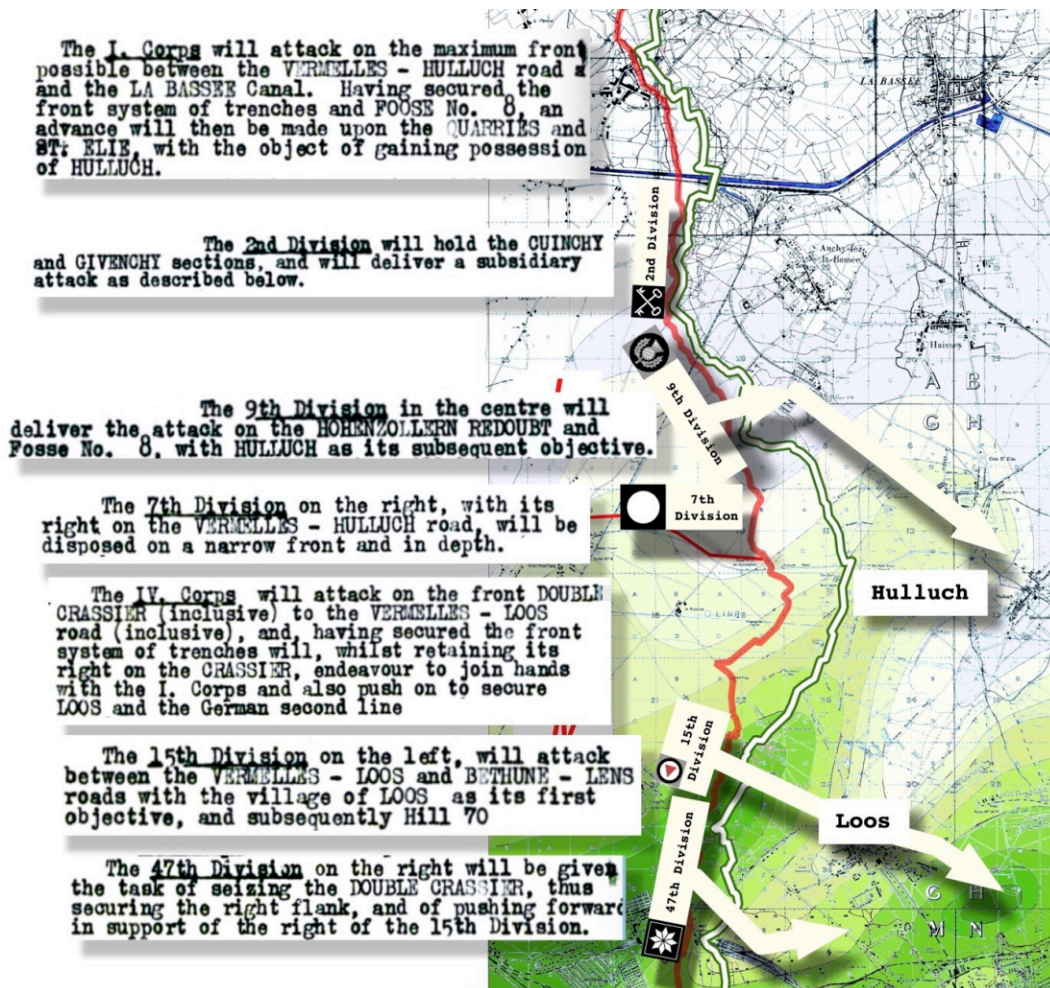 The I. Corps will attack on the maximum front
possible between the VERMELLES - HULLUCH road a
and the LA BASSEE Canal. Having secured the
front system of trenches and FOOSE No. 8, an
advance will then be made upon the QUARRIES and
ST. ELIE, with the object of gaining possession
of HULLUCH.
The 2nd Division will hold the CUINCHY
and GIVENCHY sections, and will deliver a subsidiary
attack as described below.
The 9th Division in the centre will
deliver the attack on the HOHENZOLLERN REDOUBT and
Fosse No. 8, with HULLUCH as its subsequent objective.
The 7th Division on the right, with its
right on the VERMELLES - HULLUCH road, will be
disposed on a narrow front and in depth.
The IV. Corps will attack on the front DOUBLE
CRASSIER (inclusive) to the VERMELLES - LOOS
road (inclusive), and, having secured the front
system of trenches will, whilst retaining its
right on the CRASSIER, endeavour to join hands
with the I. Corps and also push on to secure
LOOS and the German second line
The 15th Division on the left, will attack
between the VERMELLES - LOOS and BETHUNE - LENS
roads with the village of LOOS as its first
objective, and subsequently Hill 70
The 47th Division on the right will be given
the task of seizing the DOUBLE CRASSIER, thus
securing the right flank, and of pushing forward
in support of the right of the 15th Division.
LA BASSÉE
2nd Division
Auchy-lez-
la-Bassée
Haisnes
A B
G H
I
9th Division
7th
Division
Hulluch
IV
15th
Division
Loos
47th Division
G H
M N